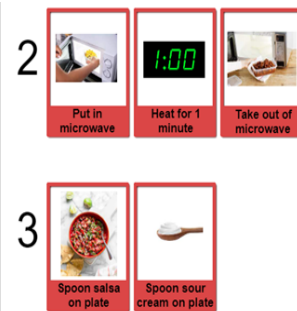 2
1:00
Put in
microwave
Heat for 1
minute
Take out of
microwave
3
Spoon salsa
on plate
Spoon sour
cream on plate